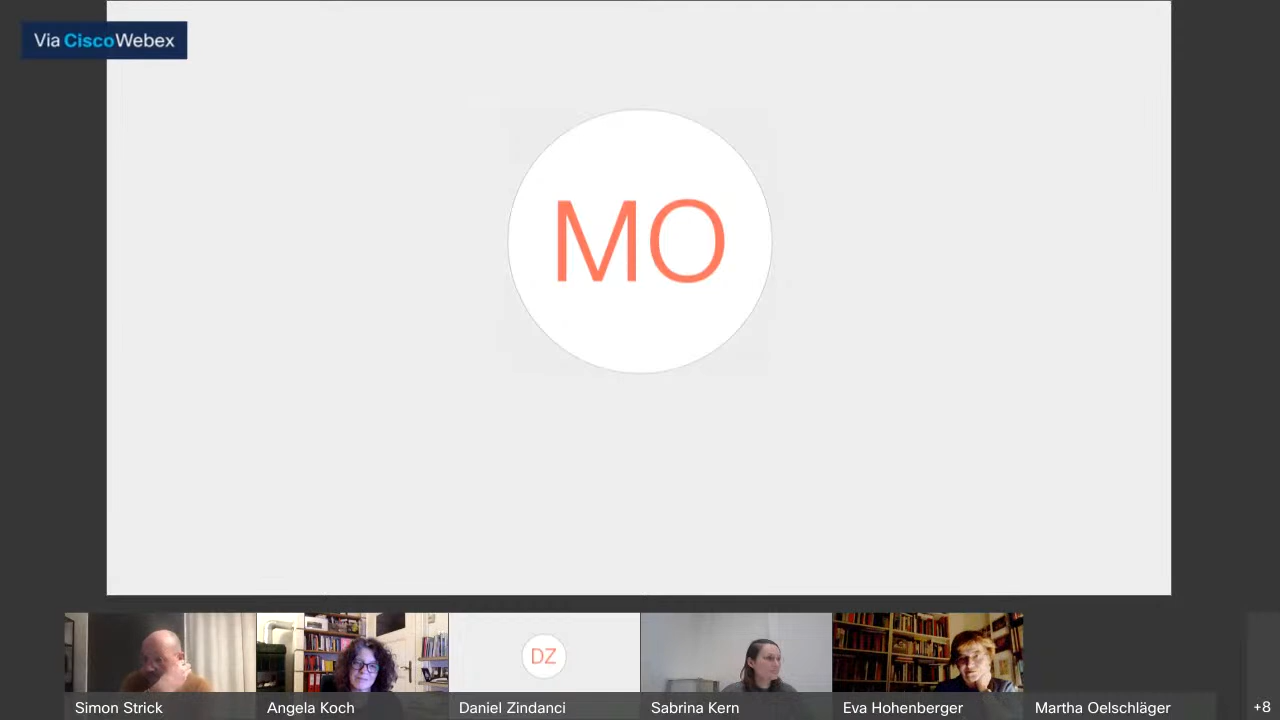 Via CiscoWebex
MO
DZ
Simon Strick
Angela Koch
Daniel Zindanci
Sabrina Kern
Eva Hohenberger
Martha Oelschläger
+8